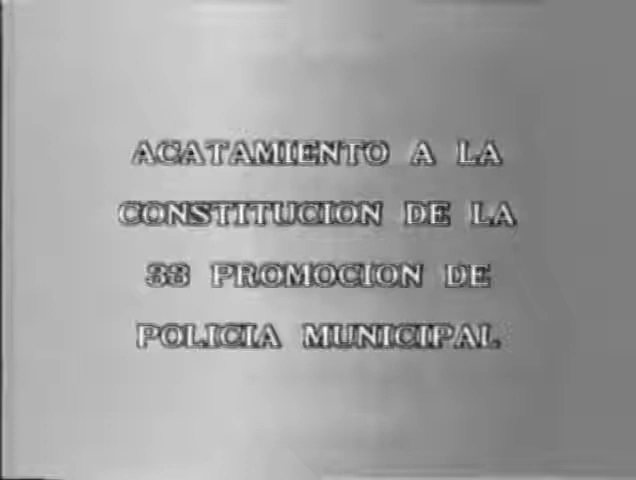 ACATAMIENTO A LA
CONSTITUCION DE LA
33 PROMOCION DE
POLICIA MUNICIPAL